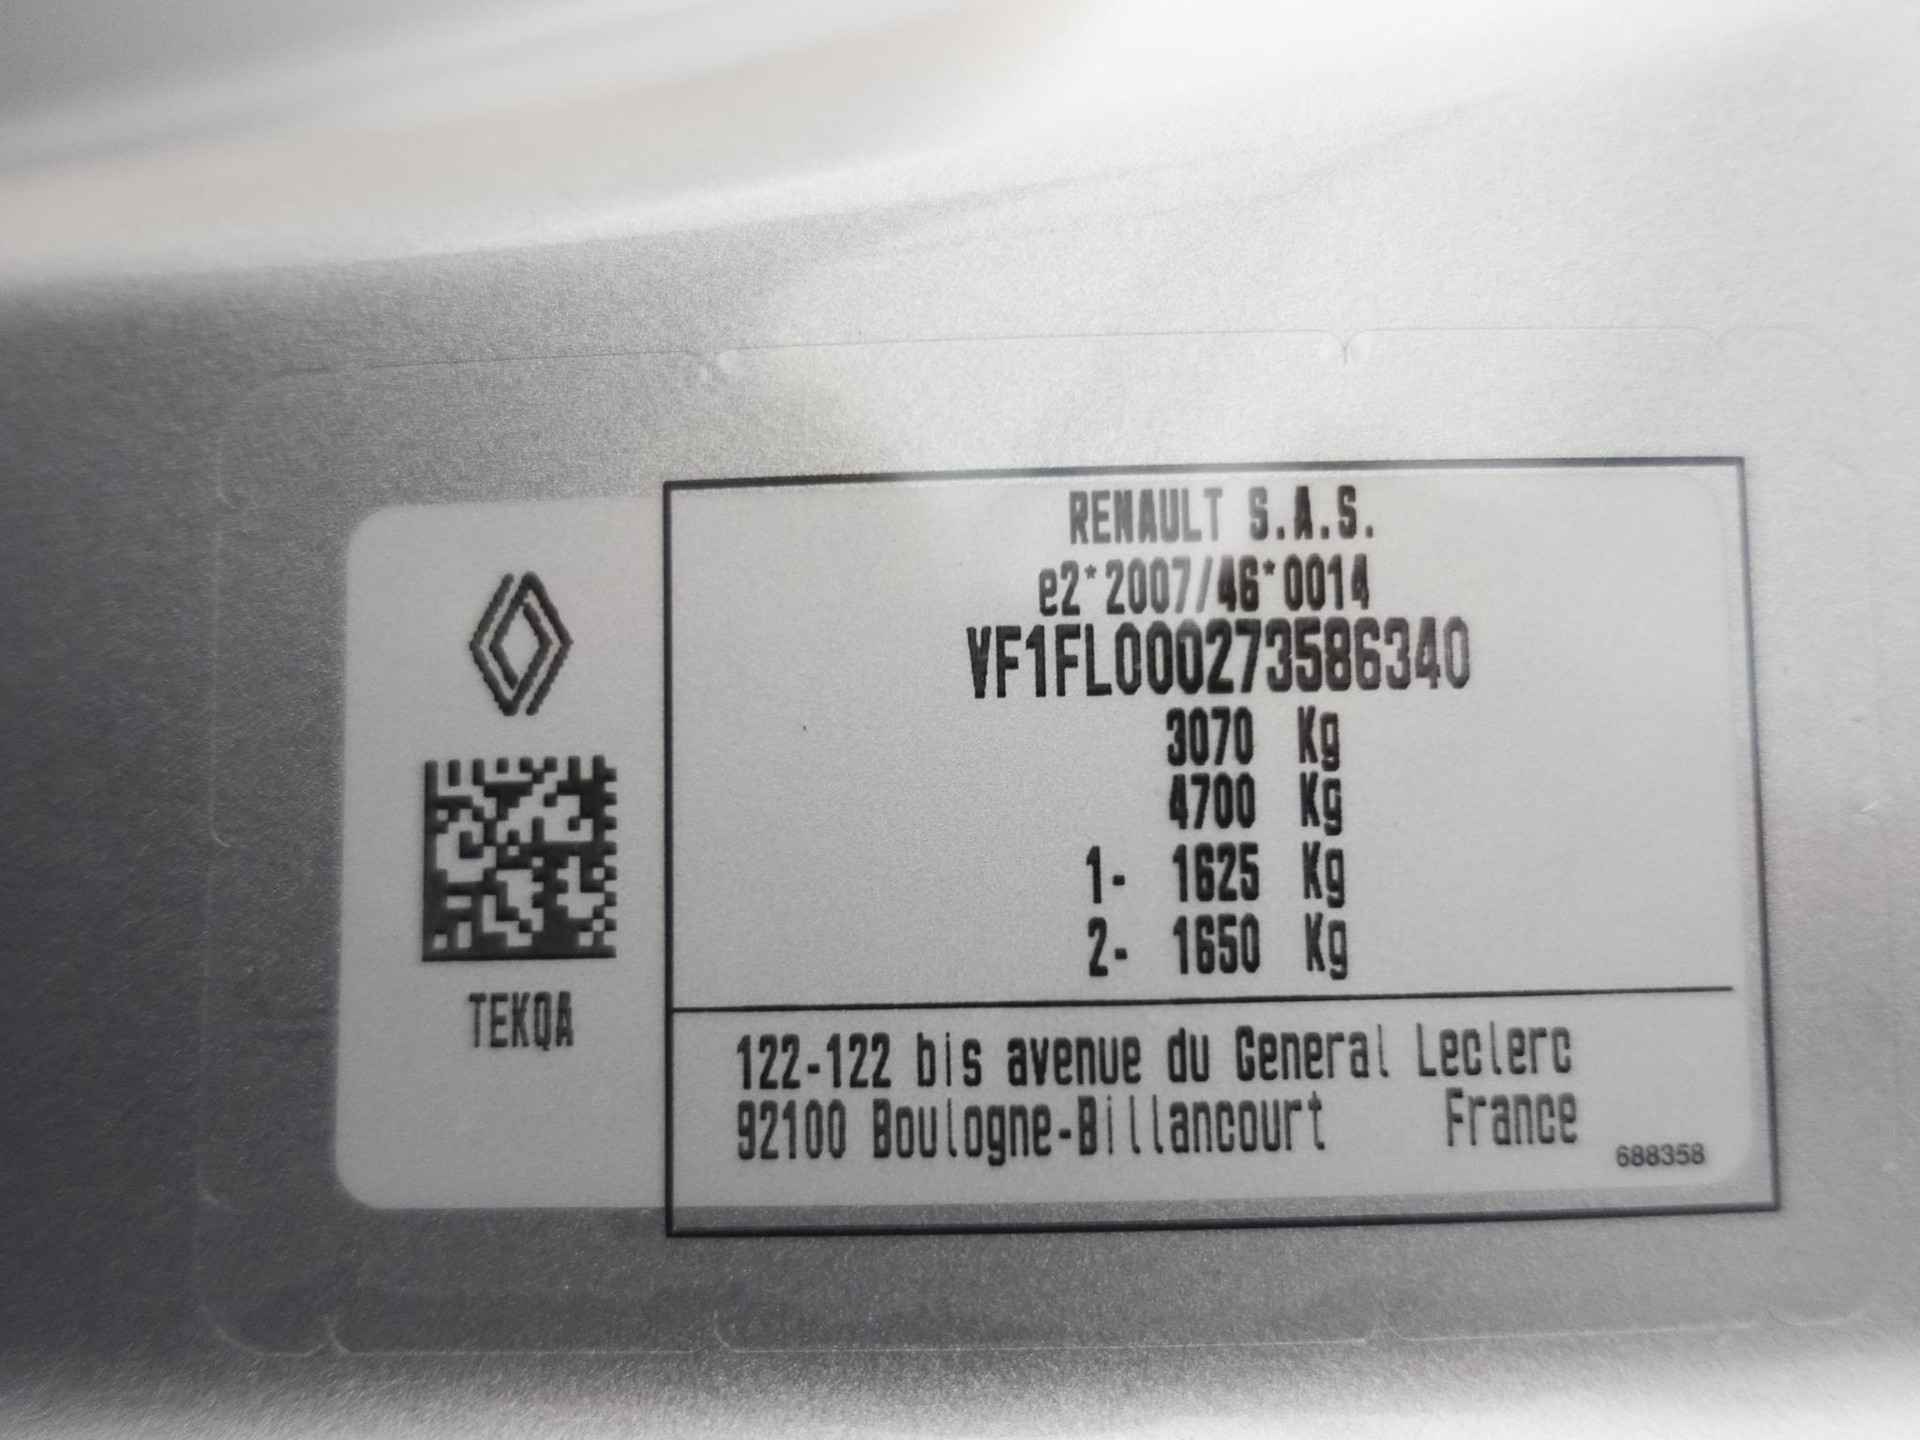 RENAULT S.A.S.
e2*2007/46*0014
VF1FL000273586340
3070 Kg
4700 Kg
1- 1625 Kg
2- 1650 Kg
TEKQA
122-122 bis avenue du General Leclerc
92100 Boulogne-Billancourt France
688358